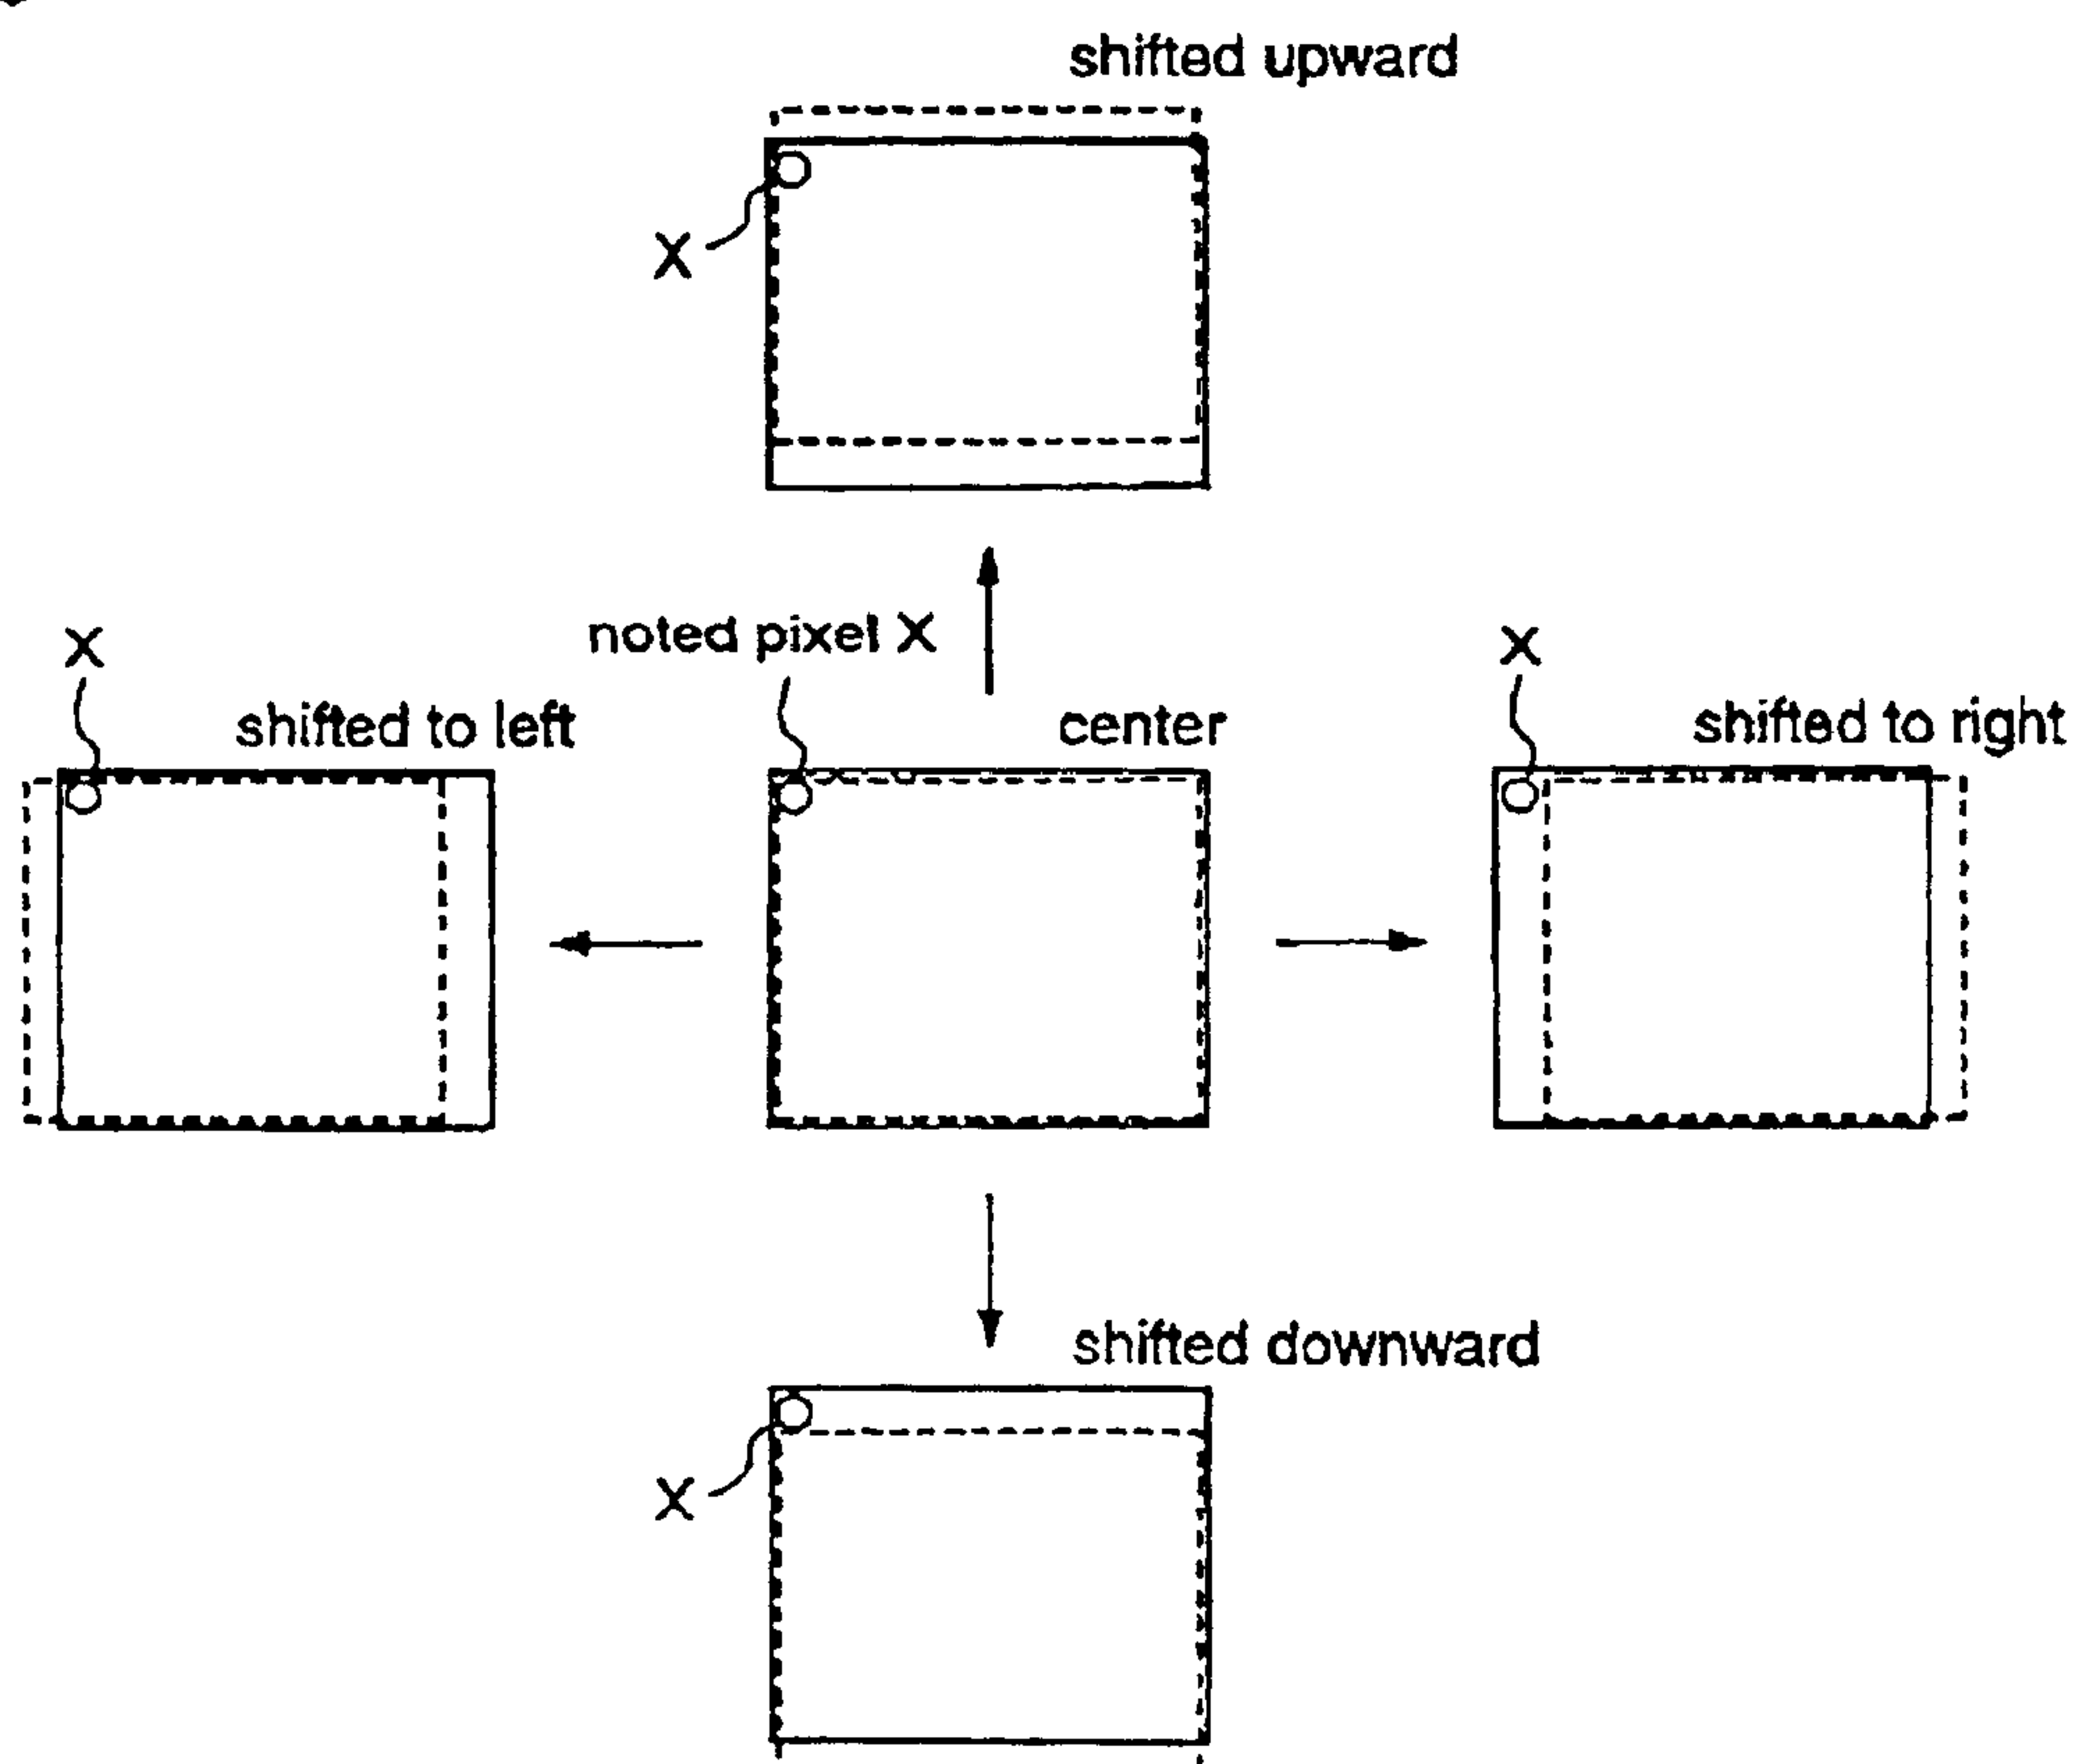 shifted upward
X
noted pixel X
X
X
shifted to left
center
shifted to right
shifted downward
X